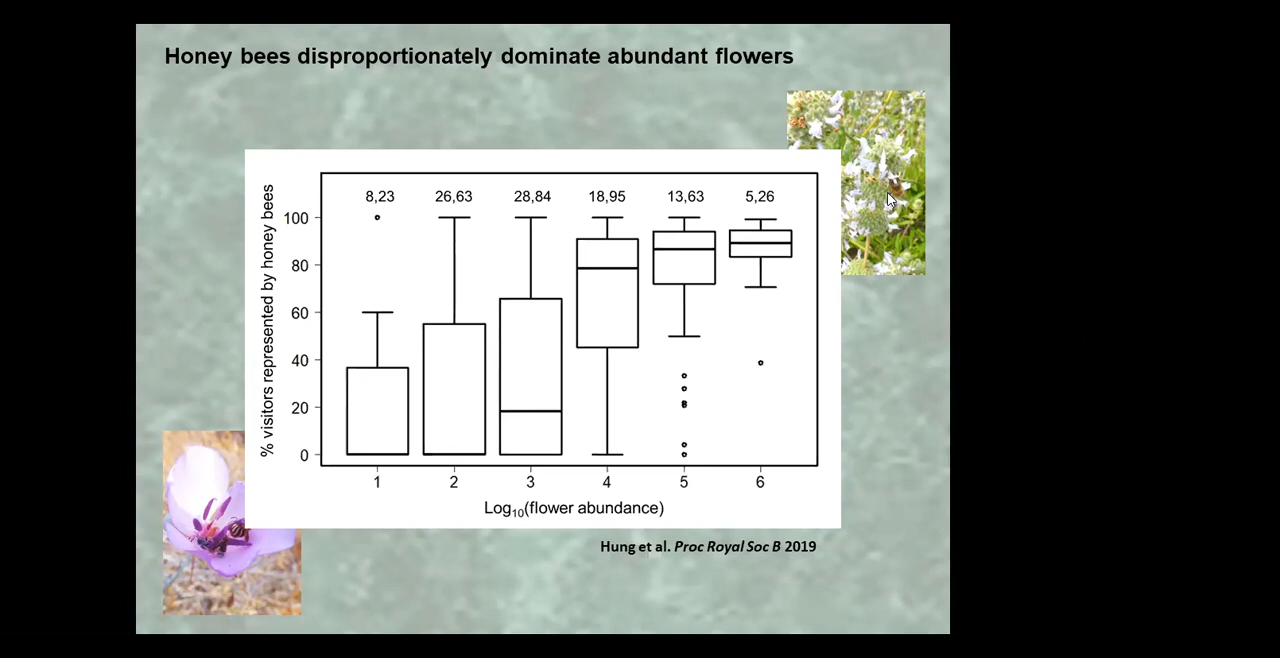 Honey bees disproportionately dominate abundant flowers
% visitors represented by honey bees
8,23 26,63 28,84 18,95 13,63 5,26
100
80
60
40
20
0
1 2 3 4 5 6
Log₁₀(flower abundance)
Hung et al. Proc Royal Soc B 2019